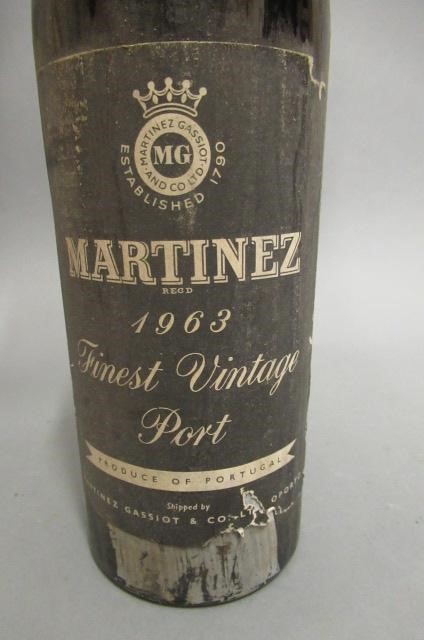 MARTINEZ GASSIOT
MG
AND CO LTD
ESTABLISHED 1790
MARTINEZ
REGD
1963
Finest Vintage
Port
PRODUCE OF PORTUGAL
Shipped by
GASSIOT & CO.